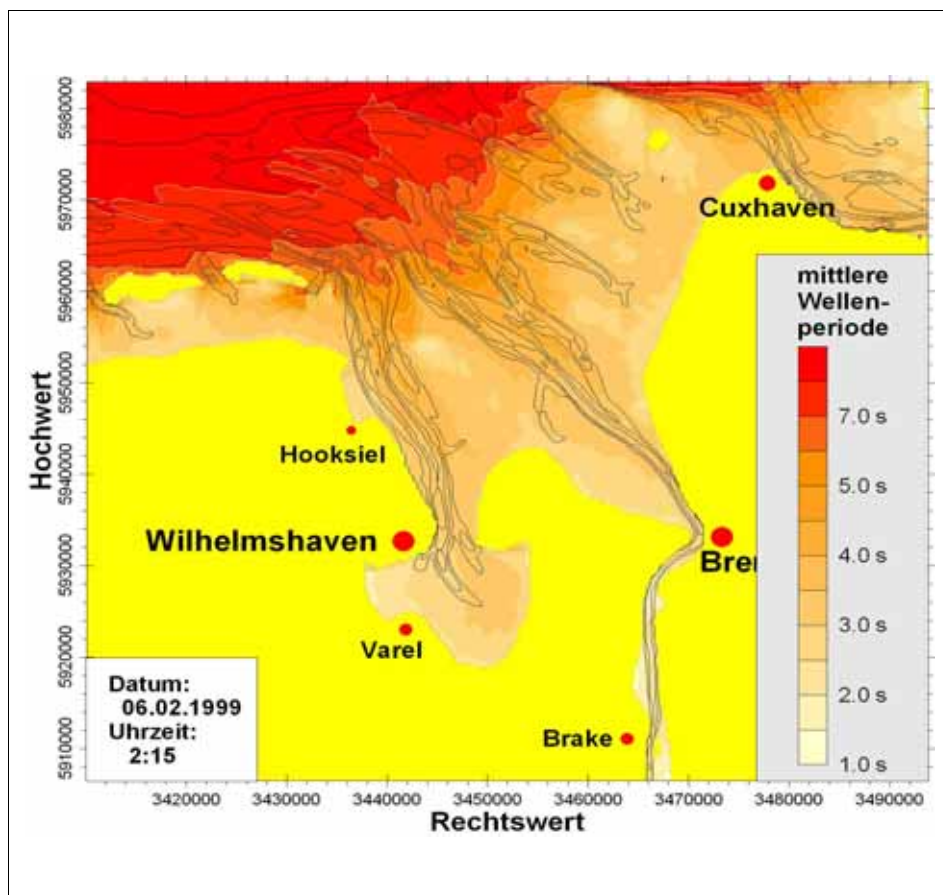 Cuxhaven
mittlere
Wellen-
periode
7.0 s
5.0 s
4.0 s
3.0 s
2.0 s
1.0 s
Hooksiel
Wilhelmshaven
Brer
Varel
Brake
Datum:
06.02.1999
Uhrzeit:
2:15
Hochwert
5980000
5970000
5960000
5950000
5940000
5930000
5920000
5910000
3420000 3430000 3440000 3450000 3460000 3470000 3480000 3490000
Rechtswert